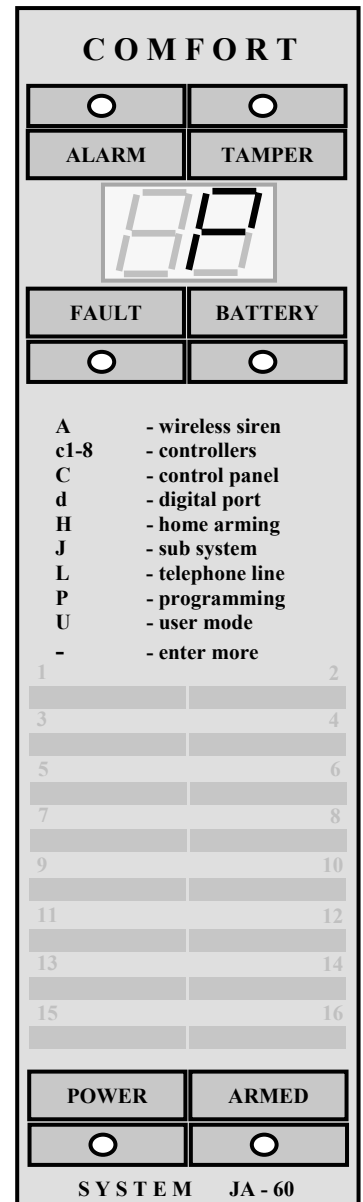 COMFORT
ALARM TAMPER
P
FAULT BATTERY
A - wireless siren
c1-8 - controllers
C - control panel
d - digital port
H - home arming
J - sub system
L - telephone line
P - programming
U - user mode
- - enter more
1 2
3 4
5 6
7 8
9 10
11 12
13 14
15 16
POWER ARMED
SYSTEM JA - 60